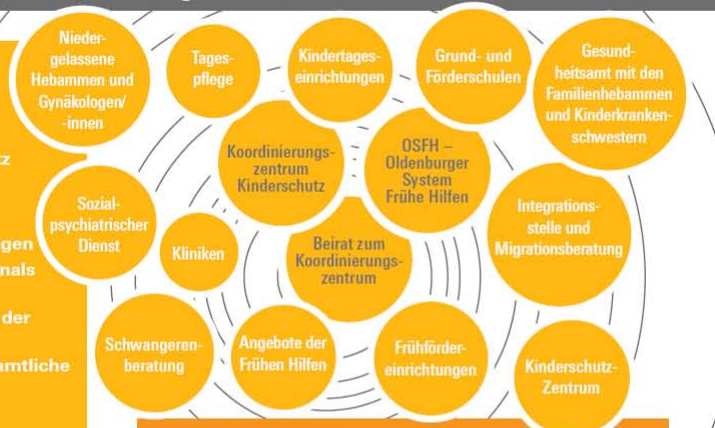 Nieder-
gelassene
Hebammen und
Gynäkologen/
-innen
Tages-
pflege
Kindertages-
einrichtungen
Grund- und
Förderschulen
Gesund-
heitsamt mit den
Familienhebammen
und Kinderkranken-
schwestern
Koordinierungs-
zentrum
Kinderschutz
OSFH –
Oldenburger
System
Frühe Hilfen
Sozial-
psychiatrischer
Dienst
Kliniken
Beirat zum
Koordinierungs-
zentrum
Integrations-
stelle und
Migrationsberatung
Schwangeren-
beratung
Angebote der
Frühen Hilfen
Frühförder-
einrichtungen
Kinderschutz-
Zentrum
der